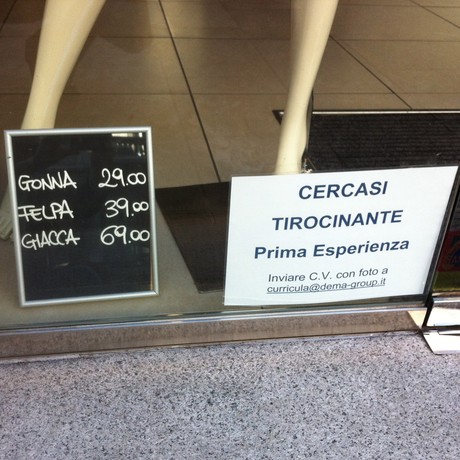 GONNA 29.00
FELPA 39.00
GIACCA 69.00
CERCASI
TIROCINANTE
Prima Esperienza
Inviare C.V. con foto a
curricula@dema-group.it